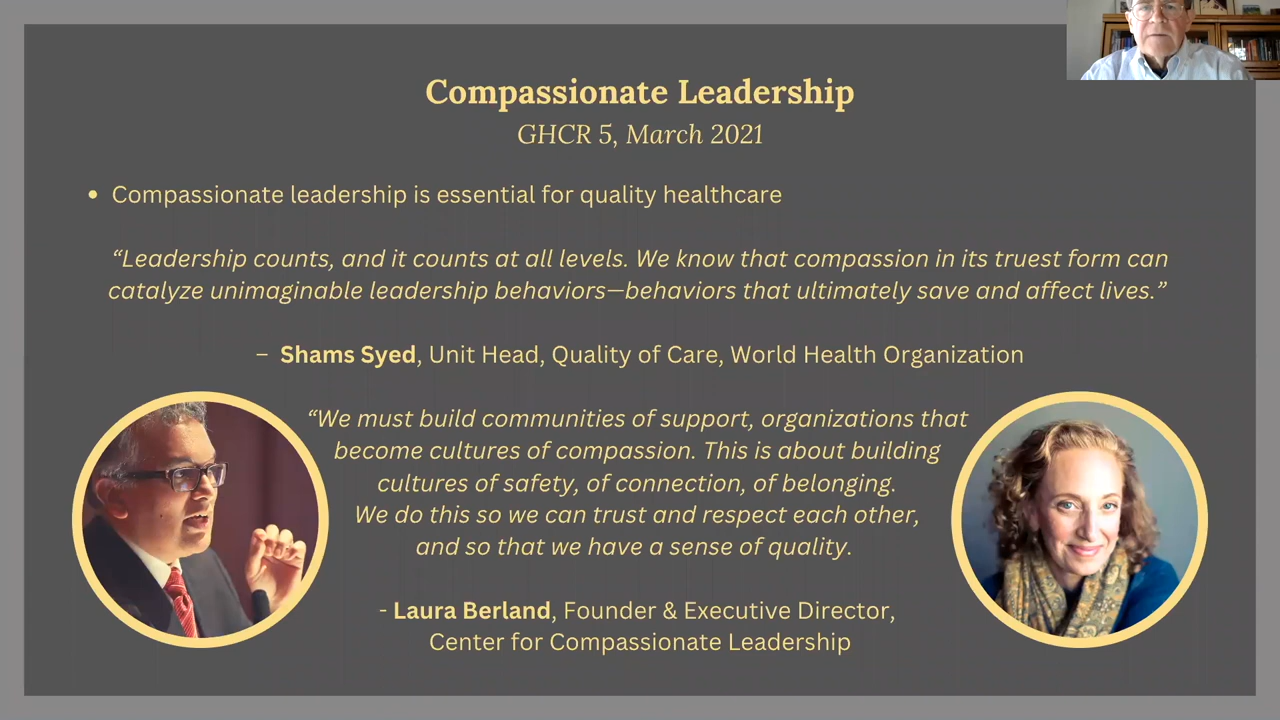 Compassionate Leadership
GHCR 5, March 2021
• Compassionate leadership is essential for quality healthcare
“Leadership counts, and it counts at all levels. We know that compassion in its truest form can
catalyze unimaginable leadership behaviors—behaviors that ultimately save and affect lives.”
– Shams Syed, Unit Head, Quality of Care, World Health Organization
“We must build communities of support, organizations that
become cultures of compassion. This is about building
cultures of safety, of connection, of belonging.
We do this so we can trust and respect each other,
and so that we have a sense of quality.
- Laura Berland, Founder & Executive Director,
Center for Compassionate Leadership